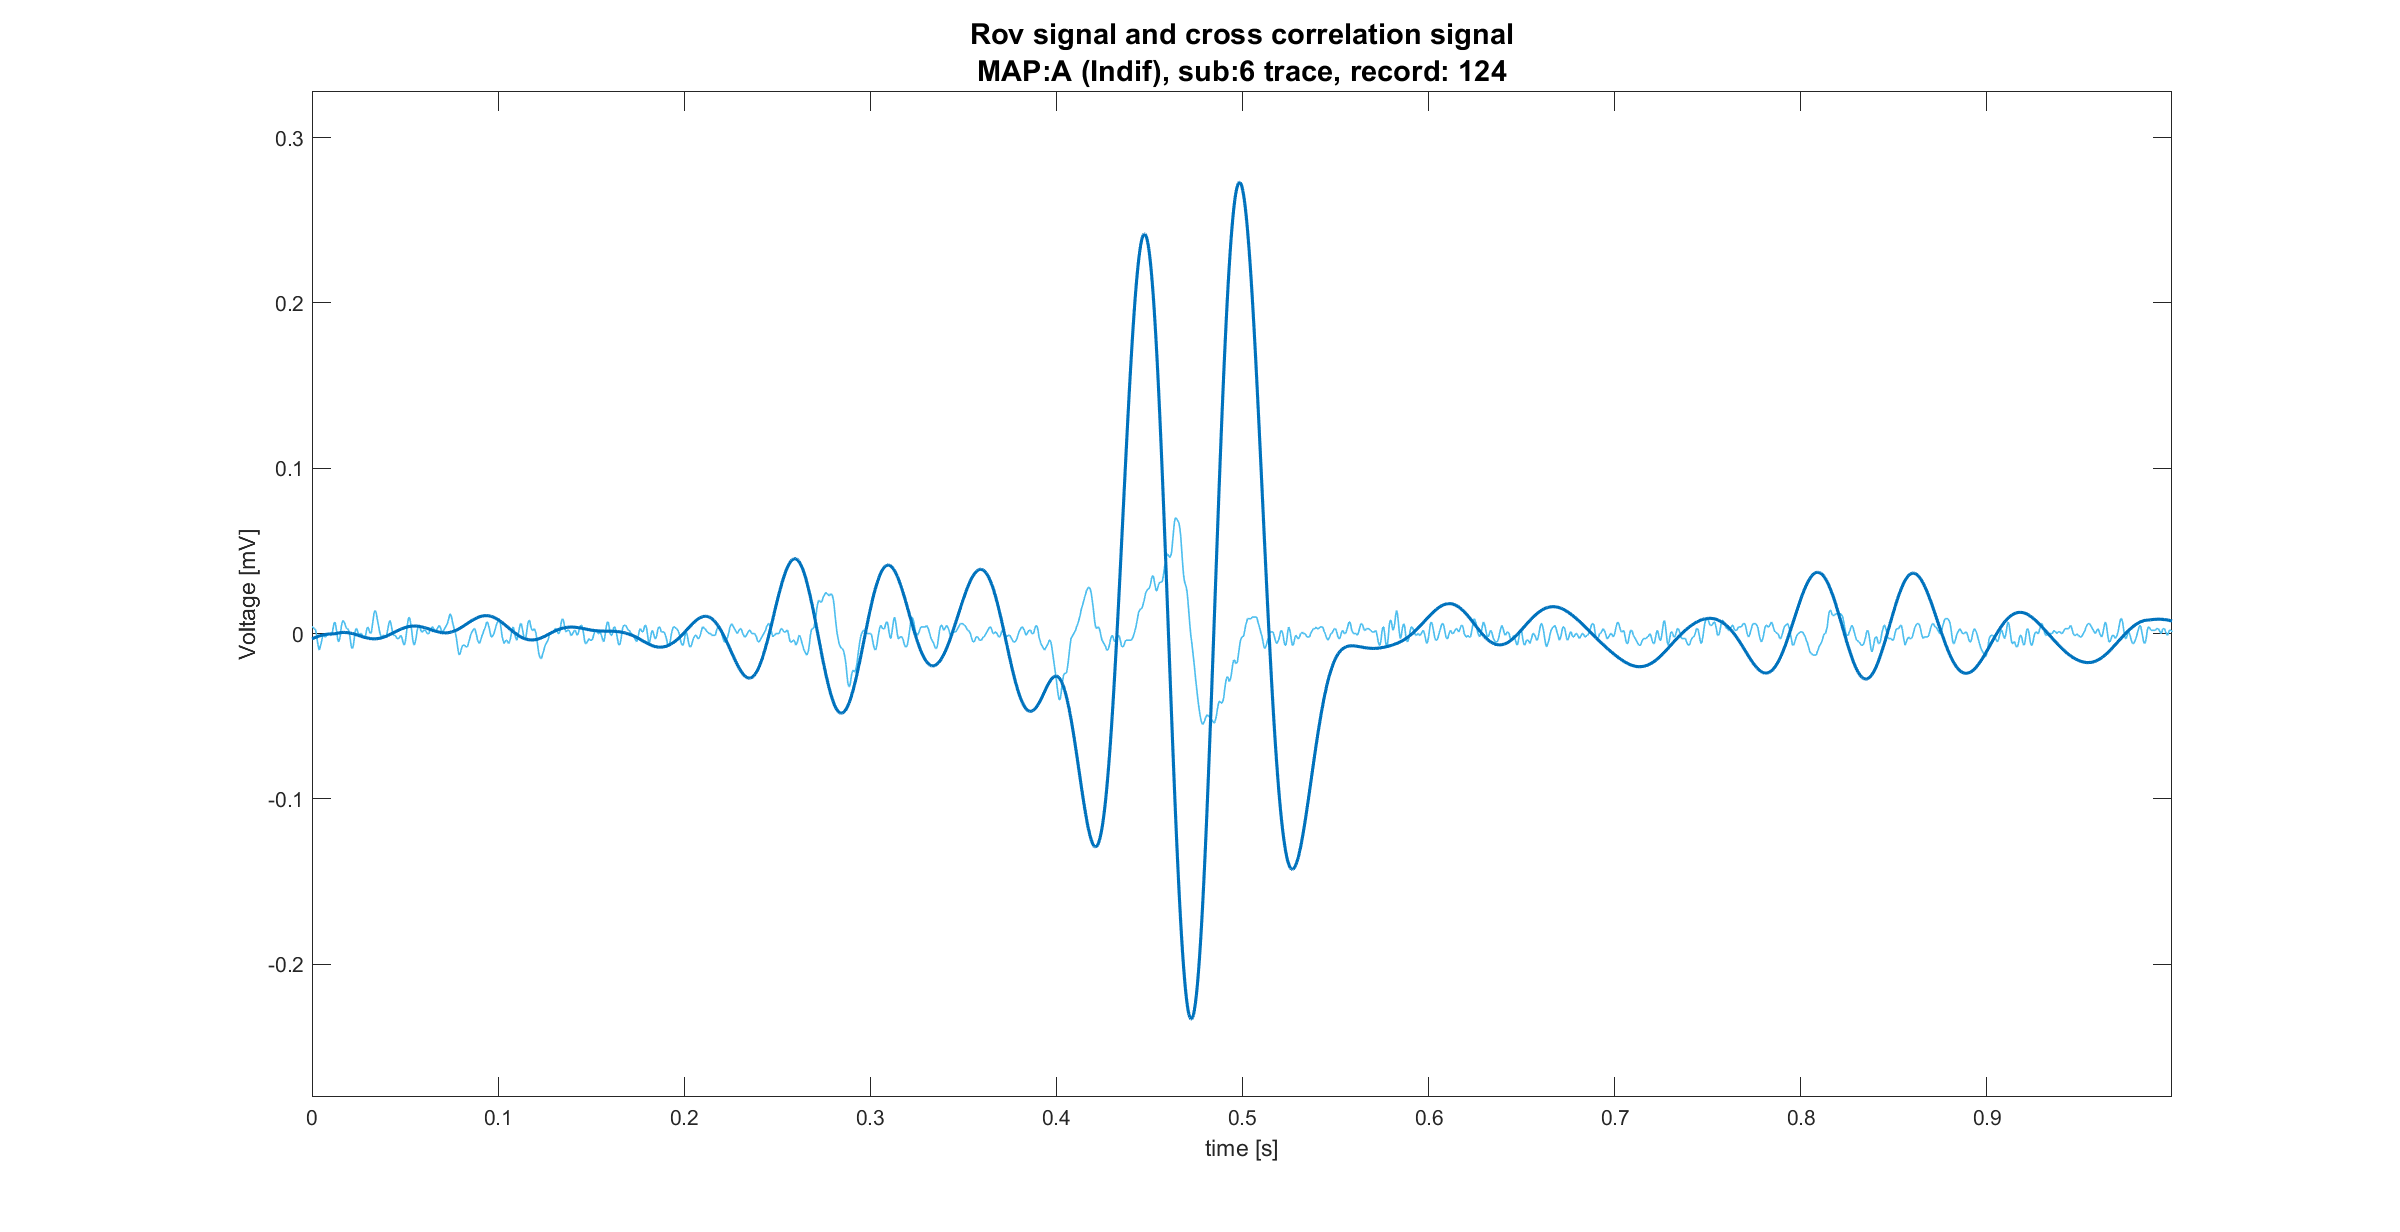 Rov signal and cross correlation signal
MAP:A (Indif), sub:6 trace, record: 124
0.3
0.2
0.1
0
-0.1
-0.2
Voltage [mV]
0 0.1 0.2 0.3 0.4 0.5 0.6 0.7 0.8 0.9
time [s]